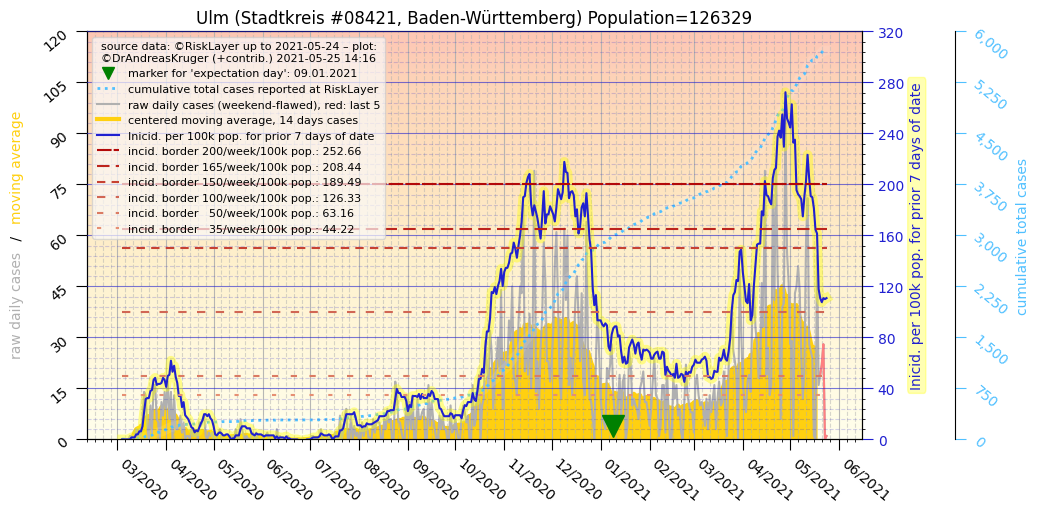 Ulm (Stadtkreis #08421, Baden-Württemberg) Population=126329
source data: ©RiskLayer up to 2021-05-24 – plot:
©DrAndreasKruger (+contrib.) 2021-05-25 14:16
marker for 'expectation day': 09.01.2021
cumulative total cases reported at RiskLayer
raw daily cases (weekend-flawed), red: last 5
centered moving average, 14 days cases
Inicid. per 100k pop. for prior 7 days of date
incid. border 200/week/100k pop.: 252.66
incid. border 165/week/100k pop.: 208.44
incid. border 150/week/100k pop.: 189.49
incid. border 100/week/100k pop.: 126.33
incid. border 50/week/100k pop.: 63.16
incid. border 35/week/100k pop.: 44.22
raw daily cases / moving average
120
105
90
75
60
45
30
15
0
320
280
240
200
160
120
80
40
0
Inicid. per 100k pop. for prior 7 days of date
6,000
5,250
4,500
3,750
3,000
2,250
1,500
750
0
cumulative total cases
03/2020
04/2020
05/2020
06/2020
07/2020
08/2020
09/2020
10/2020
11/2020
12/2020
01/2021
02/2021
03/2021
04/2021
05/2021
06/2021